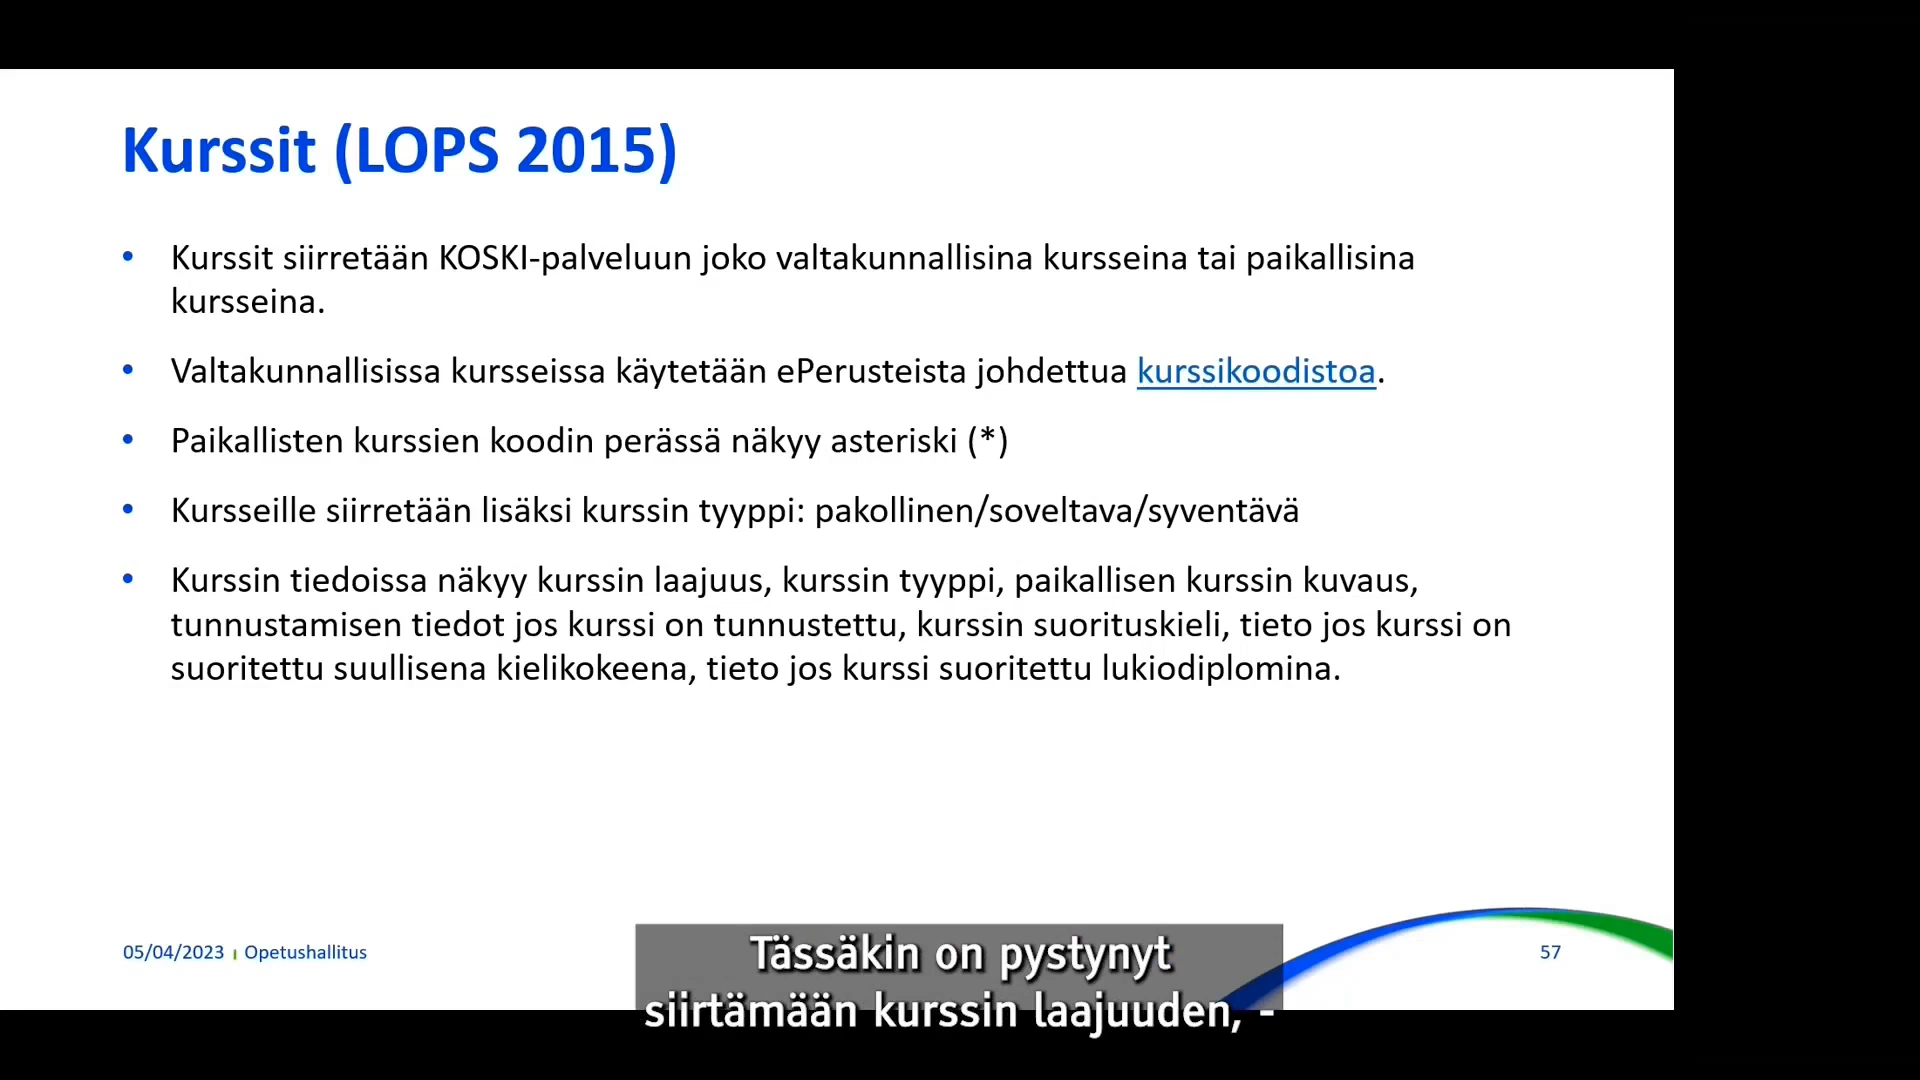 Kurssit (LOPS 2015)
• Kurssit siirretään KOSKI-palveluun joko valtakunnallisina kursseina tai paikallisina
kursseina.
• Valtakunnallisissa kursseissa käytetään ePerusteista johdettua kurssikoodistoa.
• Paikallisten kurssien koodin perässä näkyy asteriski (*)
• Kursseille siirretään lisäksi kurssin tyyppi: pakollinen/soveltava/syventävä
• Kurssin tiedoissa näkyy kurssin laajuus, kurssin tyyppi, paikallisen kurssin kuvaus,
tunnustamisen tiedot jos kurssi on tunnustettu, kurssin suorituskieli, tieto jos kurssi on
suoritettu suullisena kielikokeena, tieto jos kurssi suoritettu lukiodiplomina.
05/04/2023 | Opetushallitus
57
Tässäkin on pystynyt
siirtämään kurssin laajuuden, -